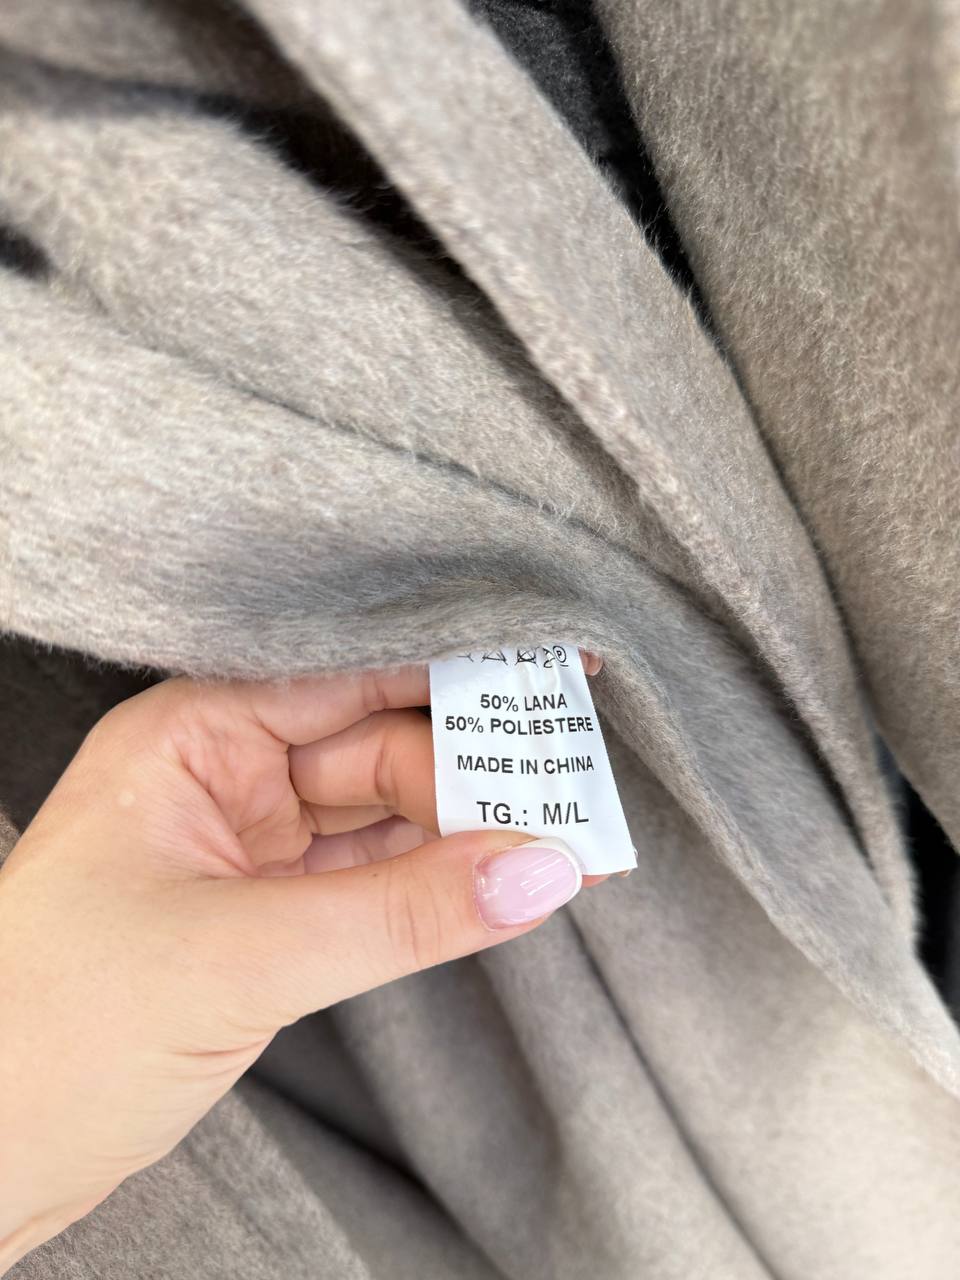 P
50% LANA
50% POLIESTERE
MADE IN CHINA
TG.: M/L